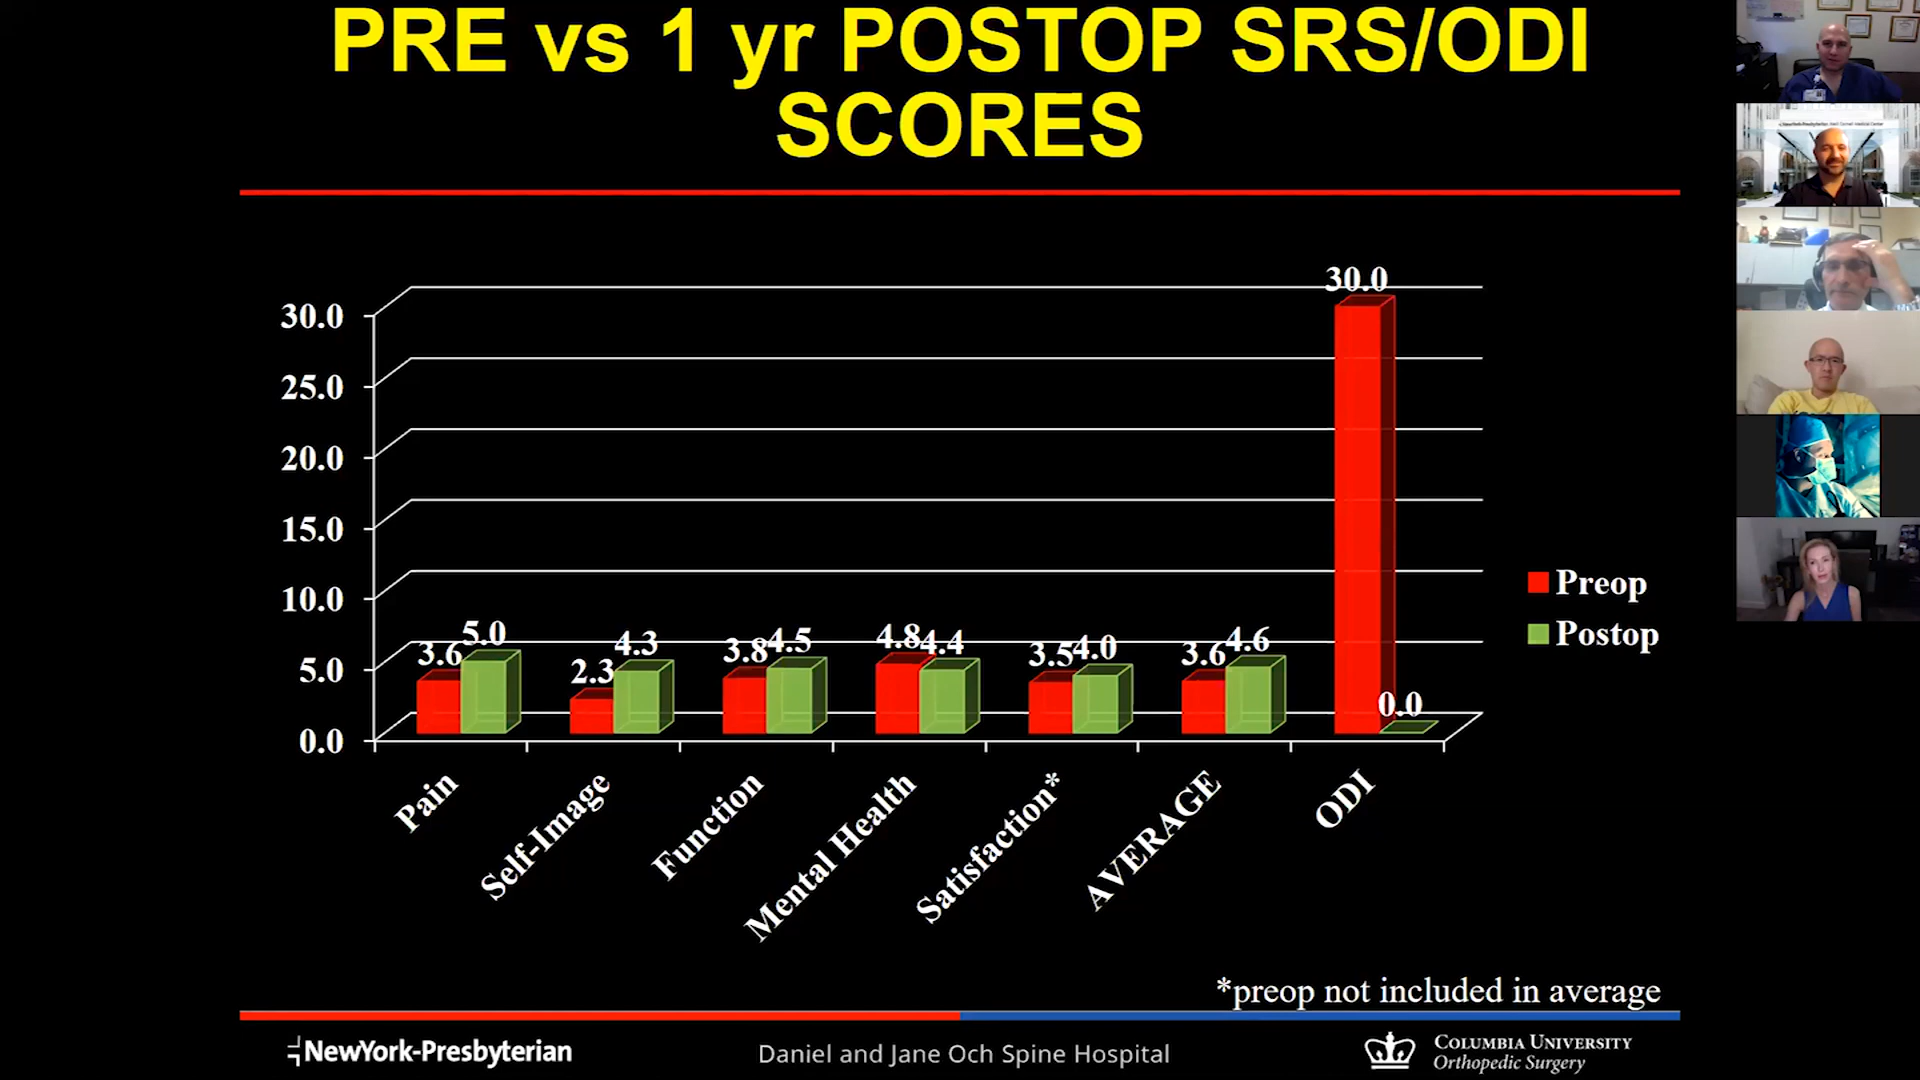 PRE vs 1 yr POSTOP SRS/ODI
SCORES
30.0
25.0
20.0
15.0
10.0
5.0
0.0
3.6
5.0
2.3
4.3
3.8
4.5
4.8
4.4
3.5
4.0
3.6
4.6
30.0
0.0
Pain
Self-Image
Function
Mental Health
Satisfaction*
AVERAGE
ODI
Preop
Postop
*preop not included in average
NewYork-Presbyterian
Daniel and Jane Och Spine Hospital
COLUMBIA UNIVERSITY
Orthopedic Surgery